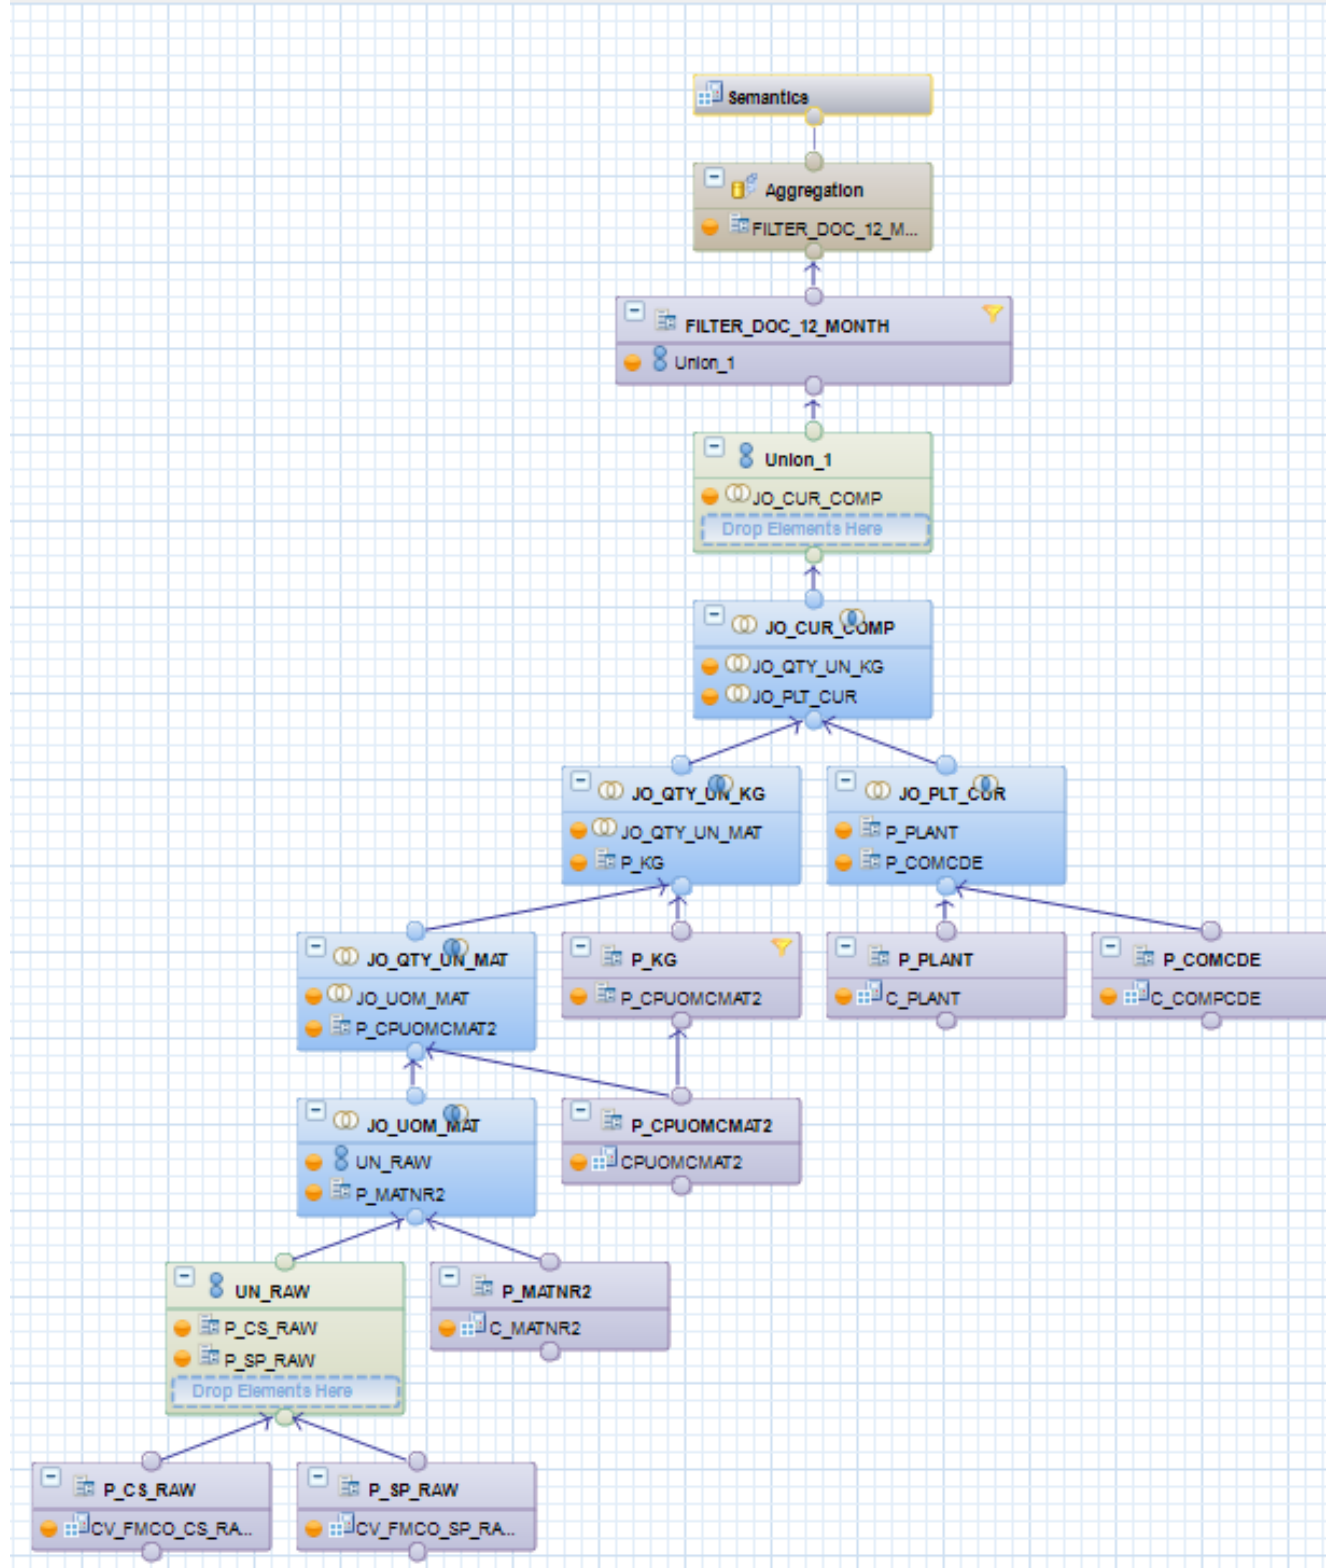 Semantics
Aggregation
FILTER_DOC_12_M...
FILTER_DOC_12_MONTH
Union_1
Union_1
JO_CUR_COMP
Drop Elements Here
JO_CUR_COMP
JO_QTY_UN_KG
JO_PLT_CUR
JO_QTY_UN_KG
JO_QTY_UN_MAT
P_KG
JO_PLT_CUR
P_PLANT
P_COMCDE
JO_QTY_UN_MAT
JO_UOM_MAT
P_CPUOMCMAT2
P_KG
P_CPUOMCMAT2
P_PLANT
C_PLANT
P_COMCDE
C_COMPCDE
JO_UOM_MAT
UN_RAW
P_MATNR2
P_CPUOMCMAT2
CPUOMCMAT2
UN_RAW
P_CS_RAW
P_SP_RAW
Drop Elements Here
P_MATNR2
C_MATNR2
P_CS_RAW
CV_FMCO_CS_RA...
P_SP_RAW
CV_FMCO_SP_RA...